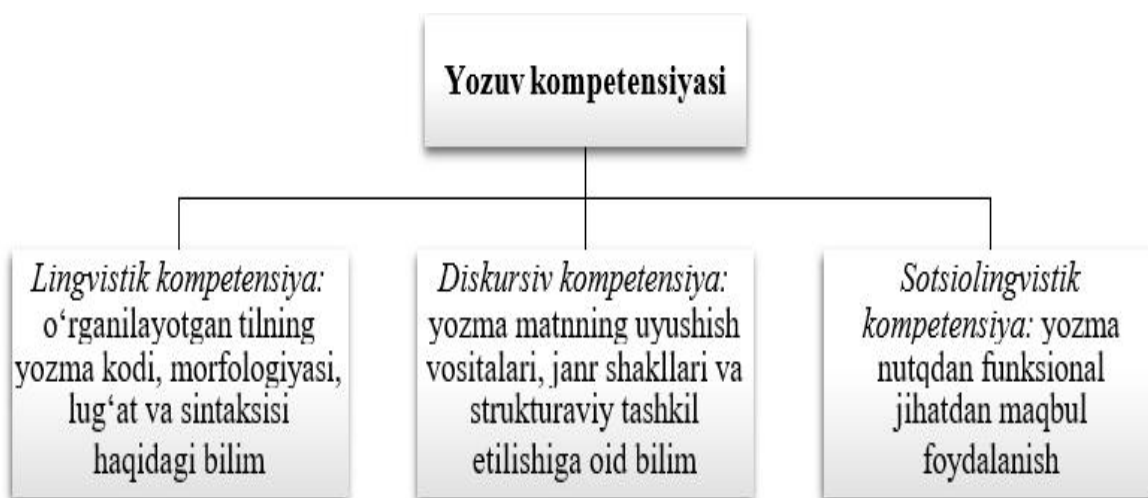 Yozuv kompetensiyasi
Lingvistik kompetensiya:
o‘rganilayotgan tilning
yozma kodi, morfologiyasi,
lug‘at va sintaksisi
haqidagi bilim
Diskursiv kompetensiya:
yozma matnning uyushish
vositalari, janr shakllari va
strukturaviy tashkil
etilishiga oid bilim
Sotsiolingvistik
kompetensiya: yozma
nutqdan funksional
jihatdan maqbul
foydalanish